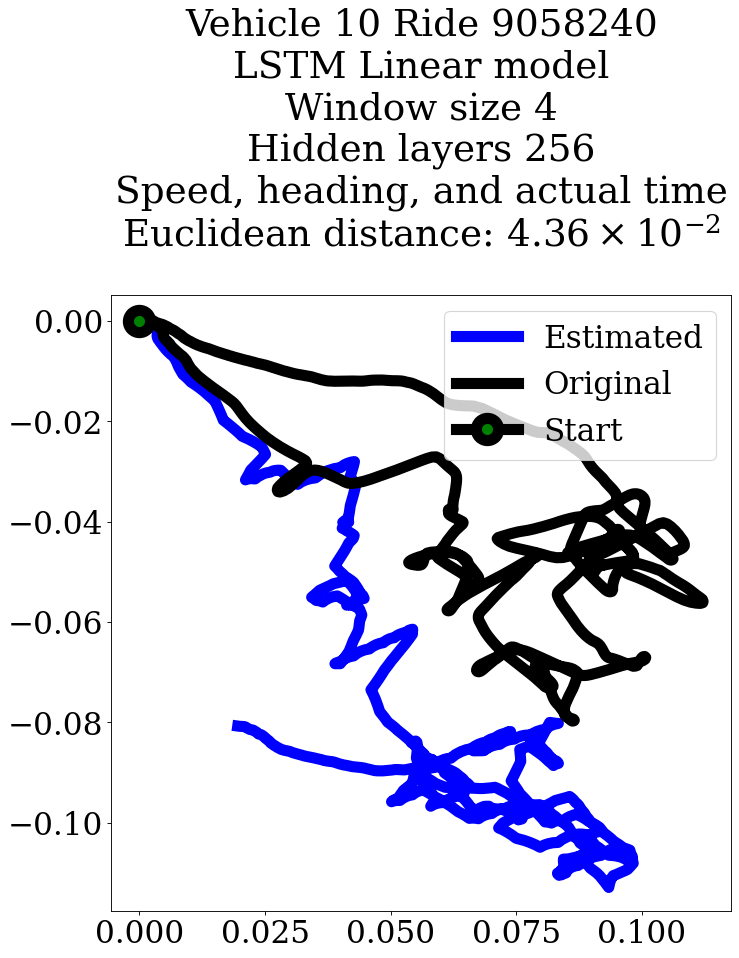 Vehicle 10 Ride 9058240
LSTM Linear model
Window size 4
Hidden layers 256
Speed, heading, and actual time
Euclidean distance: 4.36 × 10⁻²
Estimated
Original
Start
0.00
−0.02
−0.04
−0.06
−0.08
−0.10
0.000 0.025 0.050 0.075 0.100